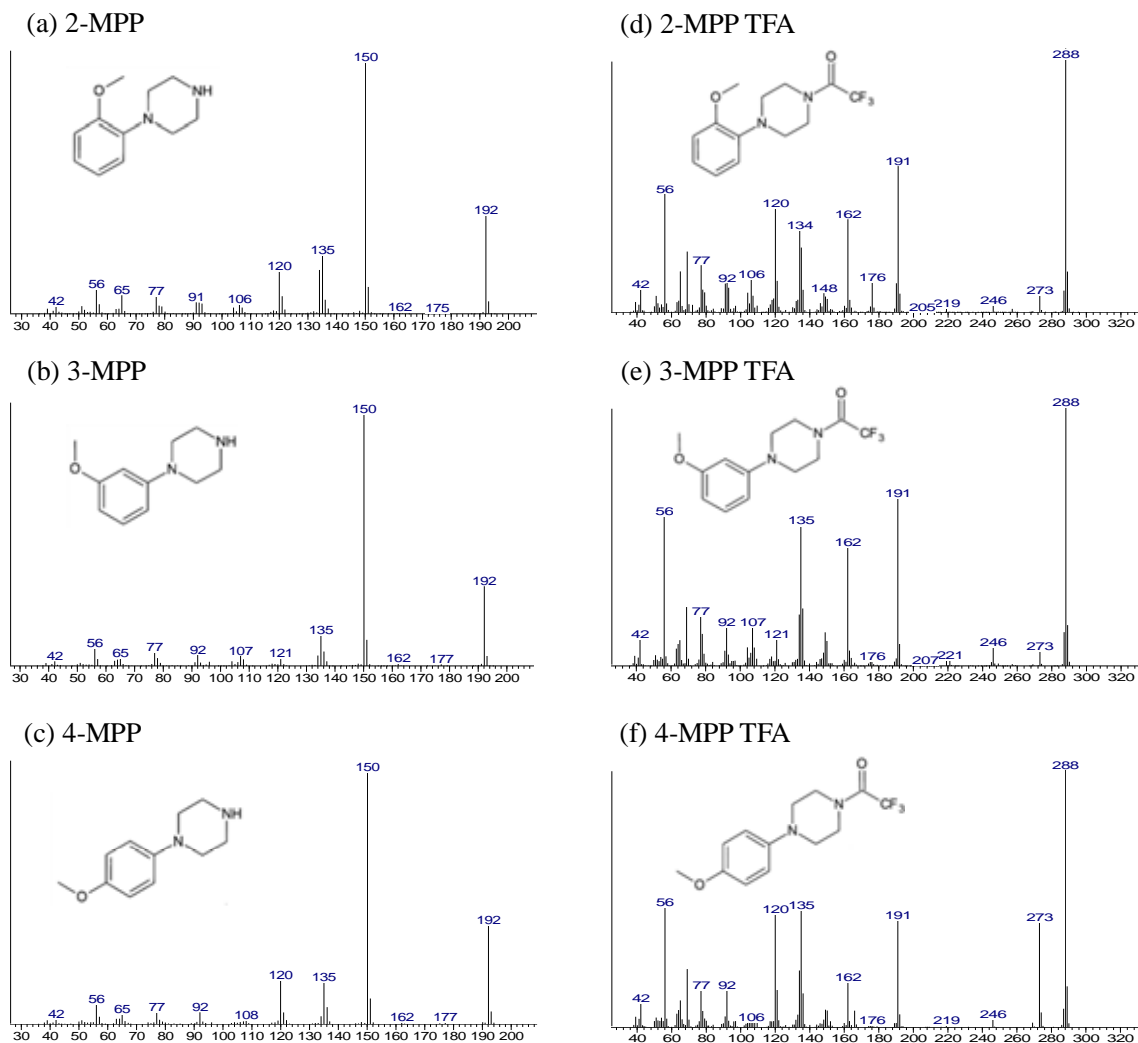 (a) 2-MPP
150
O
NH
N
192
135
120
56
65
77
91
106
42
162
175
30 40 50 60 70 80 90 100 110 120 130 140 150 160 170 180 190 200
(d) 2-MPP TFA
288
O
O
N
CF3
N
191
56
120
162
134
77
42
92
106
148
176
205
219
246
273
40 60 80 100 120 140 160 180 200 220 240 260 280 300 320
(b) 3-MPP
150
NH
O
N
192
135
56
77
92
107
42
121
162
177
30 40 50 60 70 80 90 100 110 120 130 140 150 160 170 180 190 200
(e) 3-MPP TFA
288
O
N
CF3
O
N
191
56
135
162
77
92
107
42
121
176
207
221
246
273
40 60 80 100 120 140 160 180 200 220 240 260 280 300 320
(c) 4-MPP
150
NH
N
O
192
120
135
56
65
77
92
42
108
162
177
30 40 50 60 70 80 90 100 110 120 130 140 150 160 170 180 190 200
(f) 4-MPP TFA
288
O
N
CF3
N
O
56
120
135
191
273
162
77
92
42
106
176
219
246
40 60 80 100 120 140 160 180 200 220 240 260 280 300 320